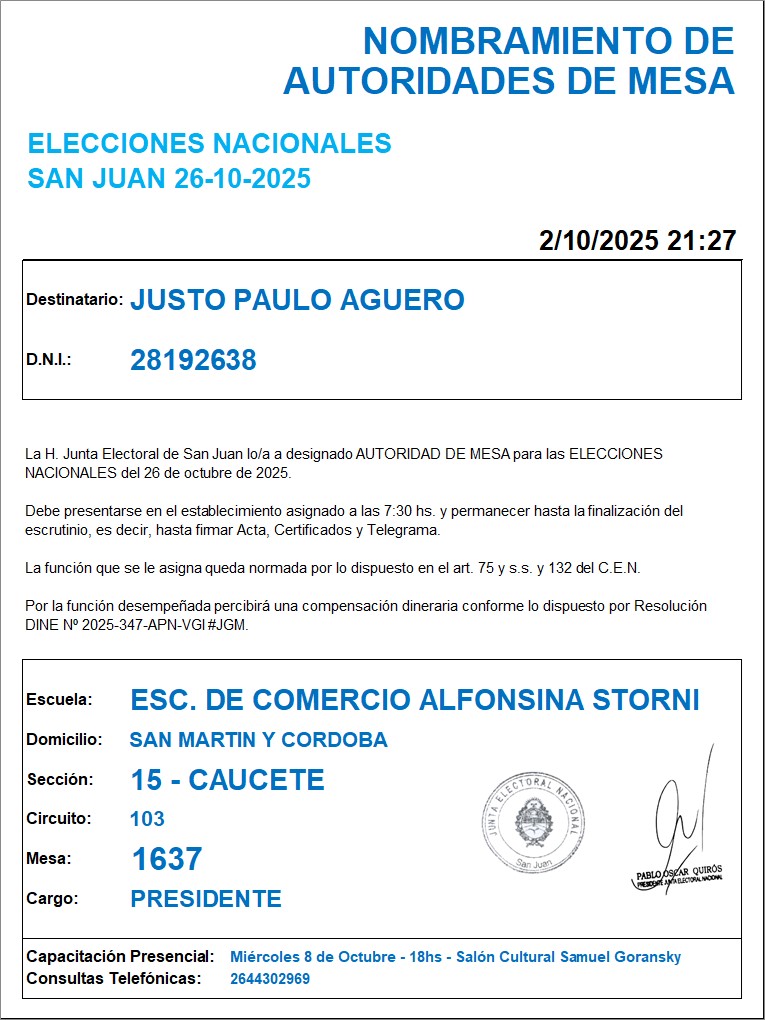 NOMBRAMIENTO DE
AUTORIDADES DE MESA
ELECCIONES NACIONALES
SAN JUAN 26-10-2025
2/10/2025 21:27
Destinatario: JUSTO PAULO AGUERO
D.N.I.: 28192638
La H. Junta Electoral de San Juan lo/a a designado AUTORIDAD DE MESA para las ELECCIONES
NACIONALES del 26 de octubre de 2025.
Debe presentarse en el establecimiento asignado a las 7:30 hs. y permanecer hasta la finalización del
escrutinio, es decir, hasta firmar Acta, Certificados y Telegrama.
La función que se le asigna queda normada por lo dispuesto en el art. 75 y s.s. y 132 del C.E.N.
Por la función desempeñada percibirá una compensación dineraria conforme lo dispuesto por Resolución
DINE Nº 2025-347-APN-VGI#JGM.
Escuela: ESC. DE COMERCIO ALFONSINA STORNI
Domicilio: SAN MARTIN Y CORDOBA
Sección: 15 - CAUCETE
Circuito: 103
Mesa: 1637
Cargo: PRESIDENTE
JUNTA ELECTORAL NACIONAL
San Juan
PABLO OSCAR QUIRÓS
PRESIDENTE JUNTA ELECTORAL NACIONAL
Capacitación Presencial: Miércoles 8 de Octubre - 18hs - Salón Cultural Samuel Goransky
Consultas Telefónicas: 2644302969